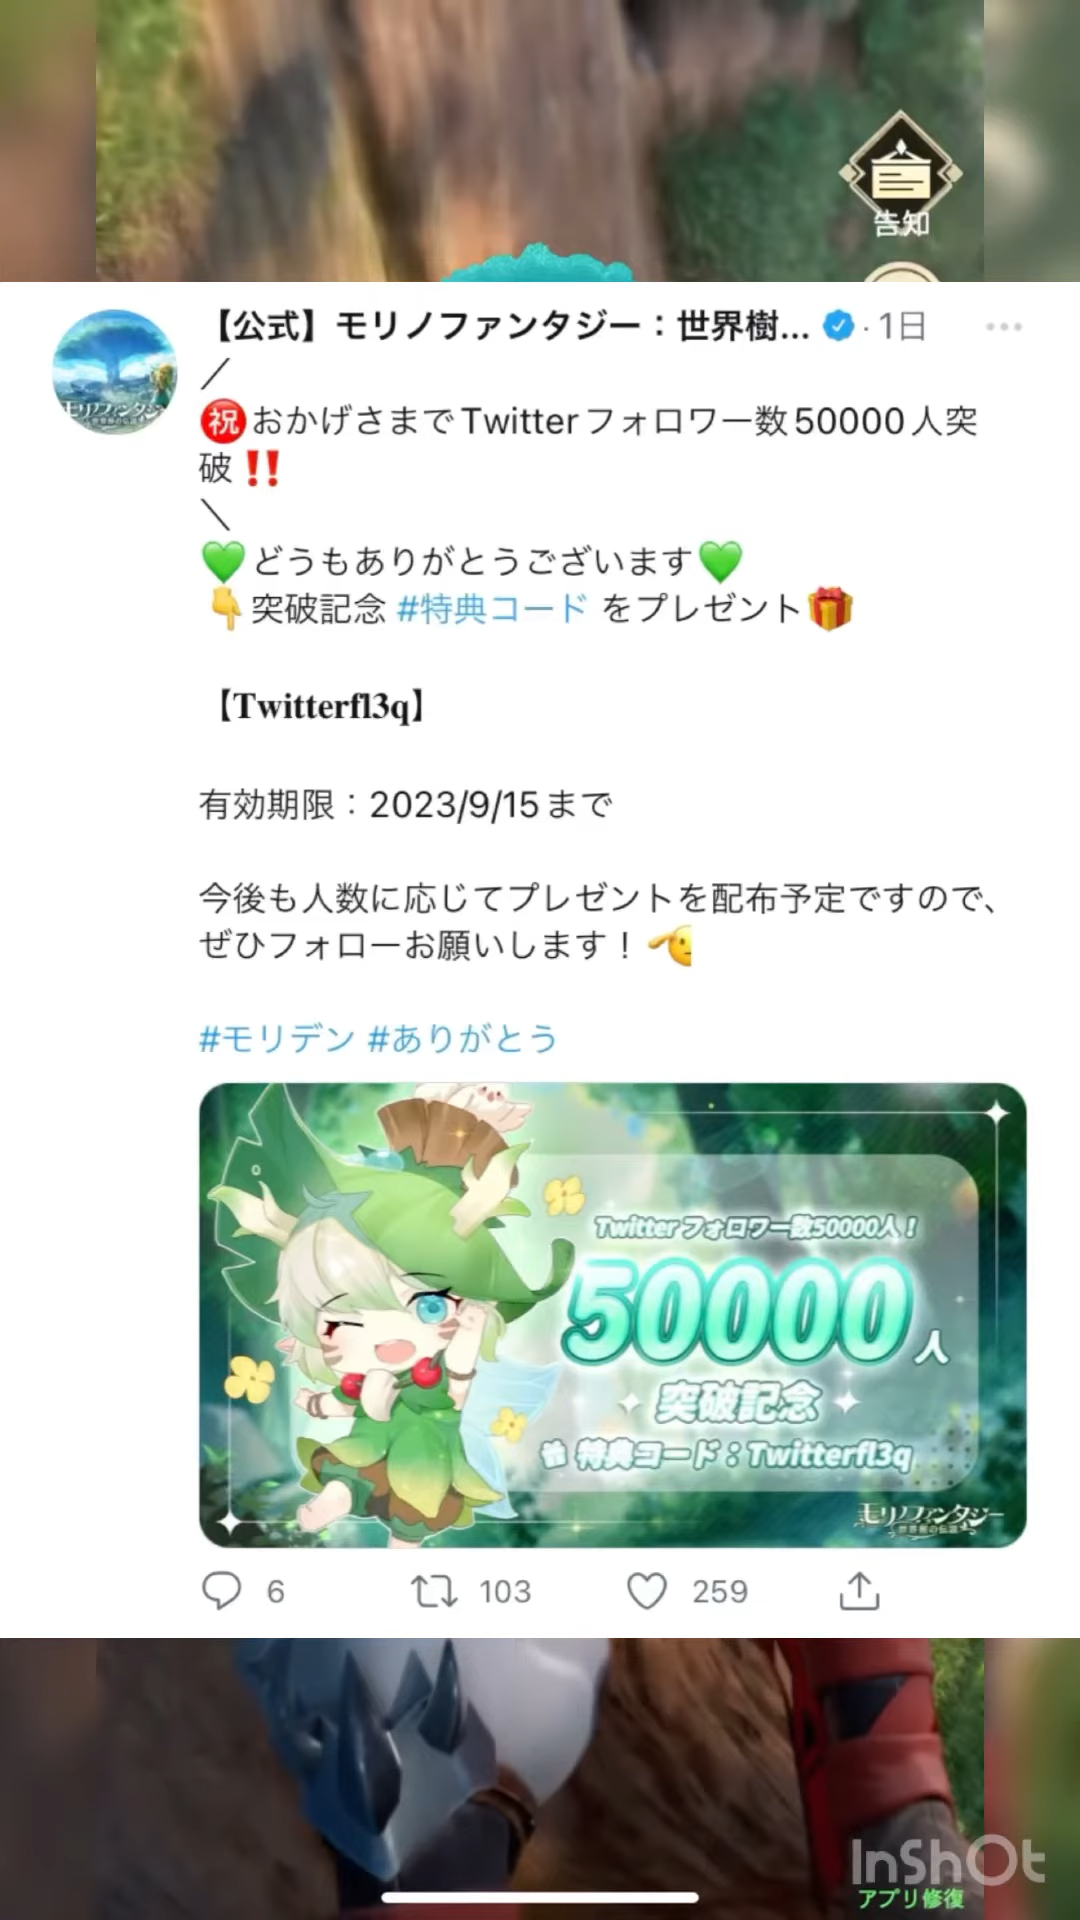 告知
【公式】モリノファンタジー：世界樹... · 1日
／
㊗おかげさまでTwitterフォロワー数50000人突
破‼️
＼
💚どうもありがとうございます💚
👇突破記念 #特典コード をプレゼント🎁
【Twitterfl3q】
有効期限：2023/9/15まで
今後も人数に応じてプレゼントを配布予定ですので、
ぜひフォローお願いします！
#モリデン #ありがとう
Twitterフォロワー数50000人！
50000人
突破記念
特典コード：Twitterfl3q
モリノファンタジー
世界樹の伝説
6 103 259
InShOt
アプリ修復